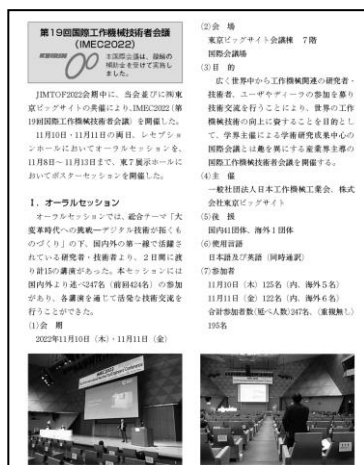 第19回国際工作機械技術者会議
(IMEC2022)
本国際会議は、競輪の
補助金を受けて実施し
ました。
JIMTOF2022会期中に、当会並びに㈱東
京ビッグサイトの共催により、IMEC2022（第
19回国際工作機械技術者会議）を開催した。
11月10日・11月11日の両日、レセプショ
ンホールにおいてオーラルセッションを、
11月8日～11月13日まで、東7展示ホールに
おいてポスターセッションを開催した。
Ⅰ．オーラルセッション
オーラルセッションでは、総合テーマ「大
変革時代への挑戦―デジタル技術が拓くも
のづくり」の下、国内外の第一線で活躍さ
れている研究者・技術者より、2日間に渡
り計15の講演があった。本セッションには
国内外より述べ247名（前回424名）の参加
があり、各講演を通じて活発な技術交流を
行うことができた。
(1)会　期
2022年11月10日（木）・11月11日（金）
(2)会　場
東京ビッグサイト会議棟　7階
国際会議場
(3)目　的
広く世界中から工作機械関連の研究者・
技術者、ユーザやディーラの参加を募り
技術交流を行うことにより、世界の工作
機械技術の向上に資することを目的とし
て、学界主催による学術研究成果中心の
国際会議とは趣を異にする産業界主導の
国際工作機械技術者会議を開催する。
(4)主　催
一般社団法人日本工作機械工業会、株式
会社東京ビッグサイト
(5)後　援
国内41団体、海外1団体
(6)使用言語
日本語及び英語（同時通訳）
(7)参加者
11月10日（木）125名（内、海外5名）
11月11日（金）122名（内、海外6名）
合計参加者数(延べ人数)247名、（重複無し）
195名